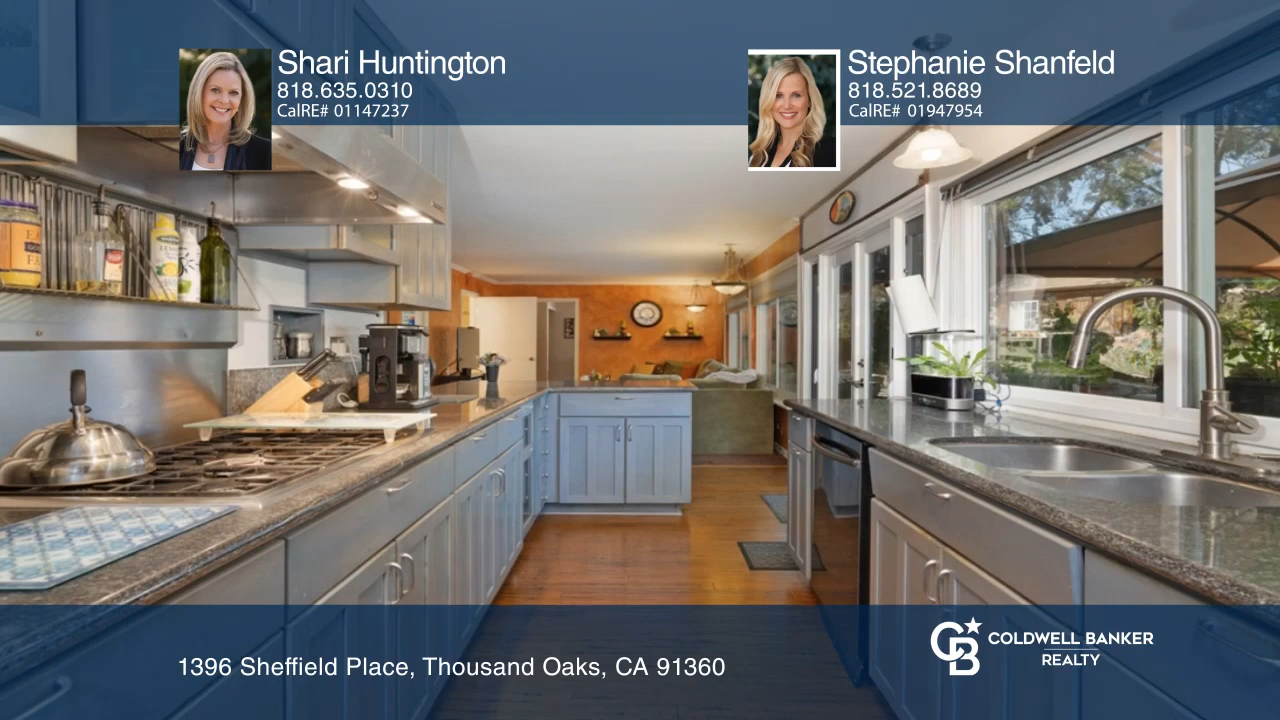 Shari Huntington
818.635.0310
CalRE# 01147237
Stephanie Shanfeld
818.521.8689
CalRE# 01947954
1396 Sheffield Place, Thousand Oaks, CA 91360
CB
COLDWELL BANKER
REALTY